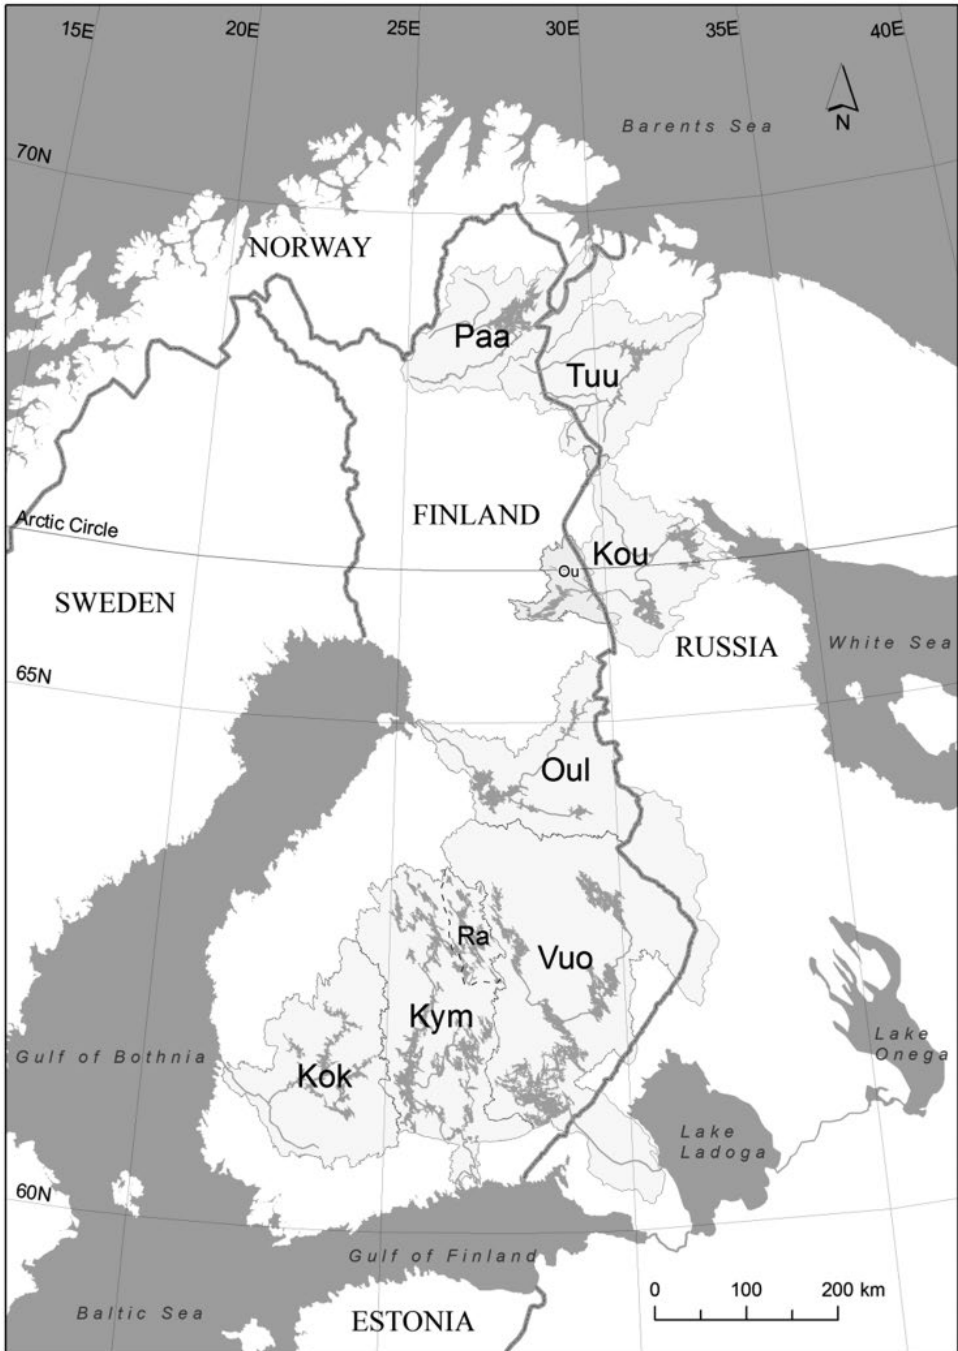 15E
20E
25E
30E
35E
40E
Barents Sea
N
70N
NORWAY
Paa
Tuu
FINLAND
Arctic Circle
Kou
Ou
SWEDEN
RUSSIA
White Sea
65N
Oul
Ra
Vuo
Kym
Gulf of Bothnia
Lake
Onega
Kok
Lake
Ladoga
60N
Gulf of Finland
0 100 200 km
Baltic Sea
ESTONIA